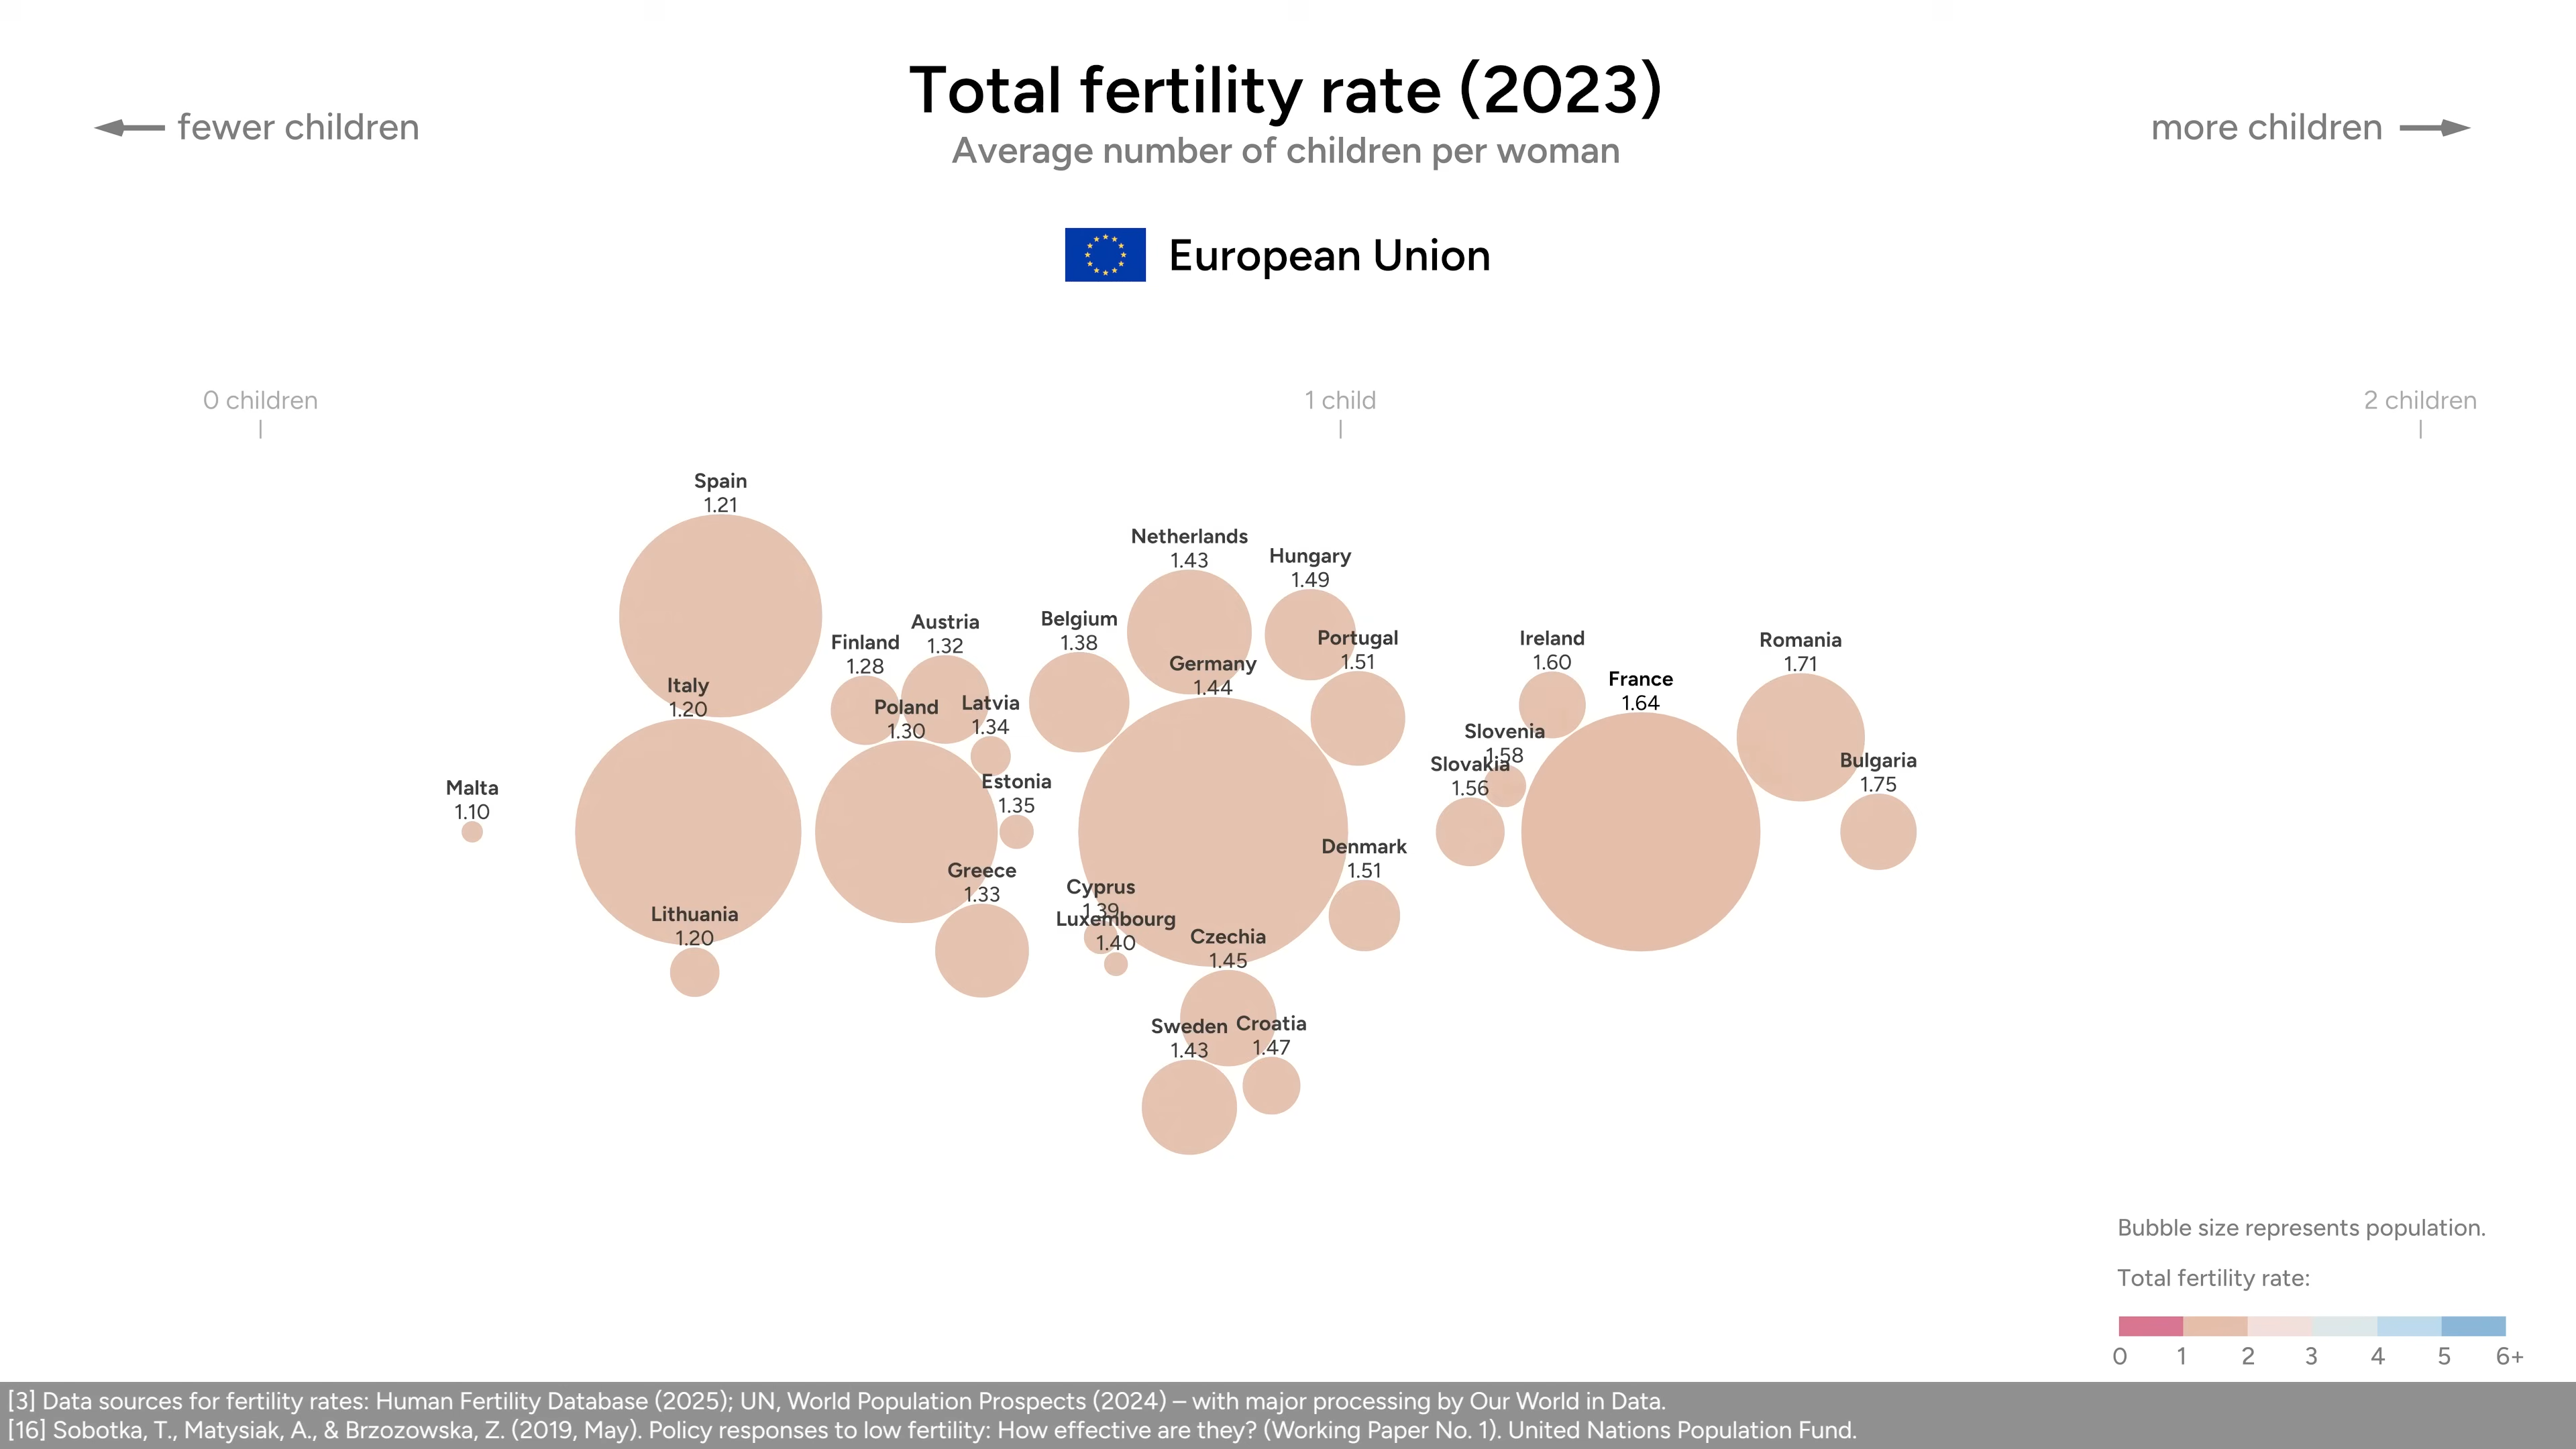 Total fertility rate (2023)
fewer children
more children
Average number of children per woman
European Union
0 children
1 child
2 children
Spain
1.21
Netherlands
1.43
Hungary
1.49
Austria
1.32
Belgium
1.38
Finland
1.28
Portugal
1.51
Ireland
1.60
Romania
1.71
Germany
1.44
France
1.64
Italy
1.20
Poland
1.30
Latvia
1.34
Slovenia
1.58
Slovakia
1.56
Bulgaria
1.75
Malta
1.10
Estonia
1.35
Denmark
1.51
Greece
1.33
Cyprus
1.39
Luxembourg
1.40
Lithuania
1.20
Czechia
1.45
Sweden
1.43
Croatia
1.47
Bubble size represents population.
Total fertility rate:
0 1 2 3 4 5 6+
[3] Data sources for fertility rates: Human Fertility Database (2025); UN, World Population Prospects (2024) – with major processing by Our World in Data.
[16] Sobotka, T., Matysiak, A., & Brzozowska, Z. (2019, May). Policy responses to low fertility: How effective are they? (Working Paper No. 1). United Nations Population Fund.